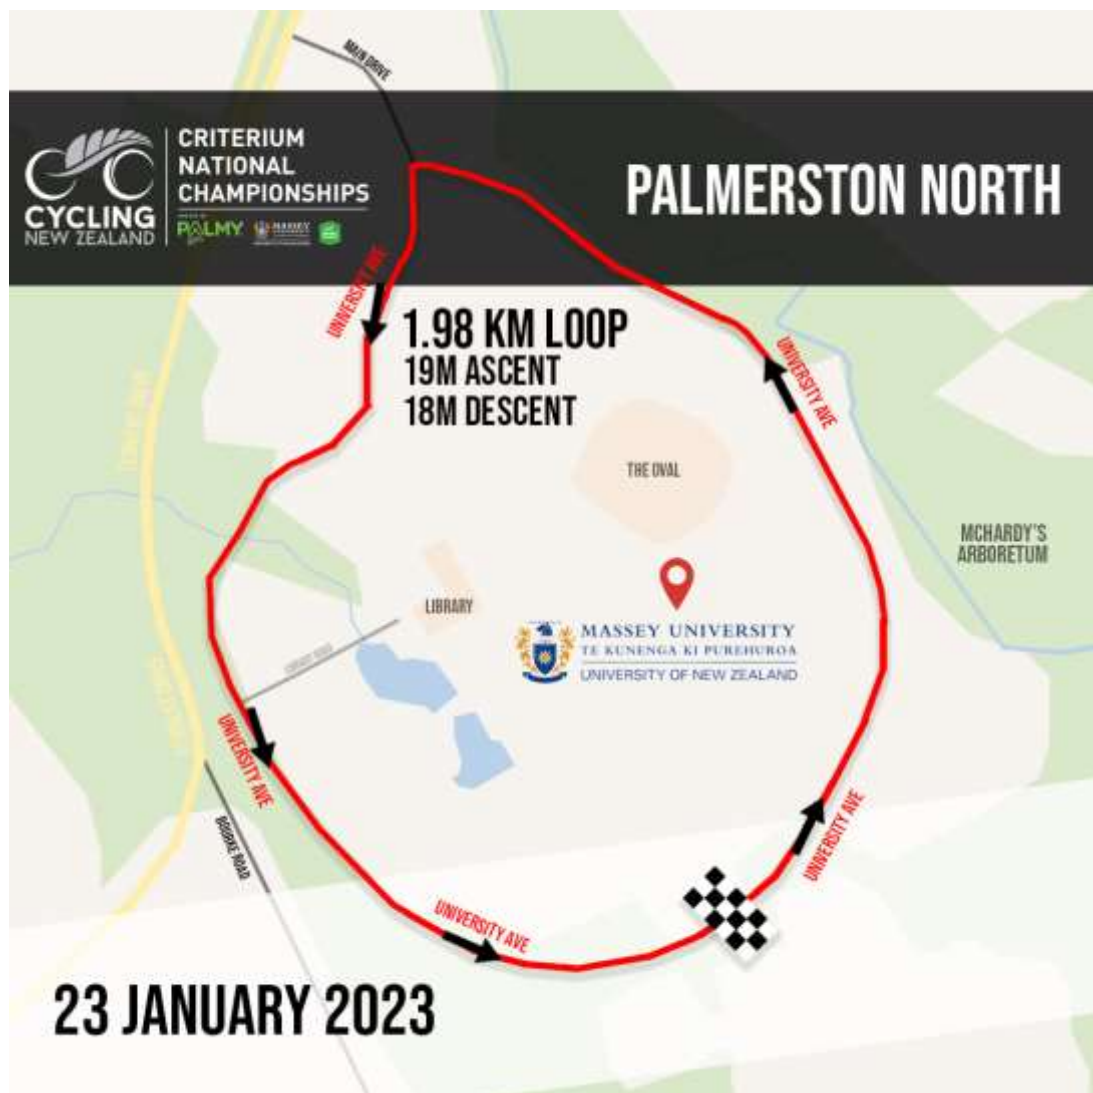 MAIN DRIVE
CRITERIUM
NATIONAL
CHAMPIONSHIPS
CYCLING
NEW ZEALAND
PALMY
MASSEY
PALMERSTON NORTH
UNIVERSITY AVE
1.98 KM LOOP
19M ASCENT
18M DESCENT
UNIVERSITY AVE
THE OVAL
MCHARDY'S
ARBORETUM
LIBRARY
MASSEY UNIVERSITY
TE KUNENGA KI PUREHUROA
UNIVERSITY OF NEW ZEALAND
UNIVERSITY AVE
BOURKE ROAD
UNIVERSITY AVE
UNIVERSITY AVE
23 JANUARY 2023